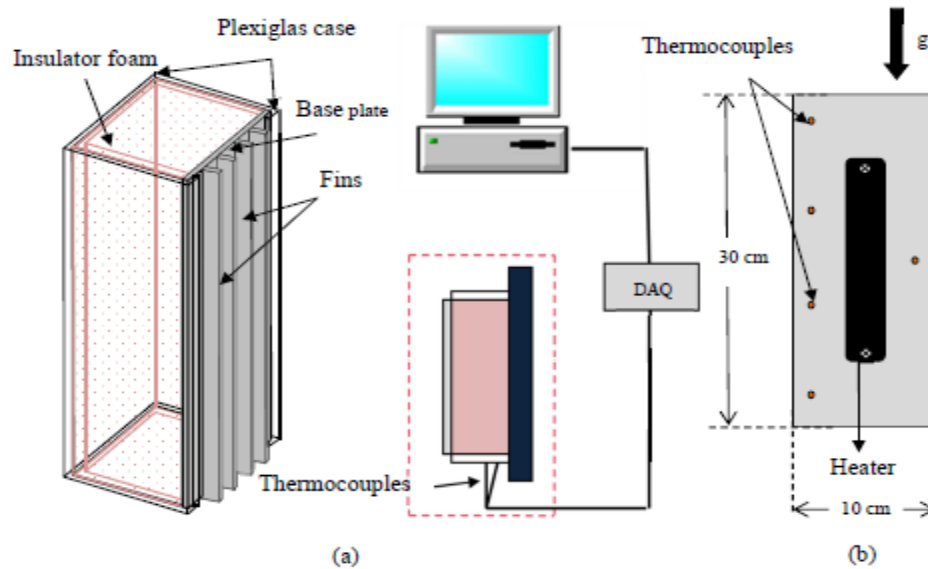 Plexiglas case
Insulator foam
Base plate
Fins
Thermocouples
DAQ
(a)
Thermocouples
g
30 cm
Heater
10 cm
(b)